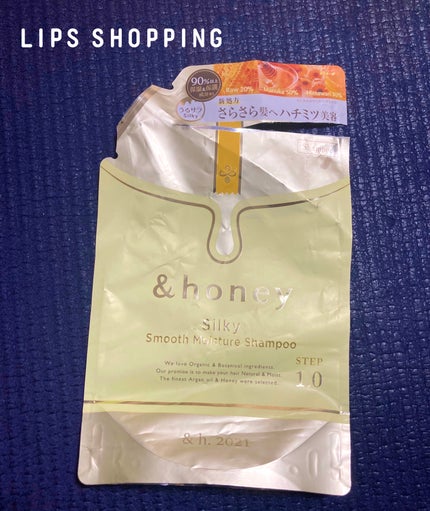 LIPS SHOPPING
90%以上
Raw 20%
Manuka 50%
うるサラ
Silky
新処方
さらさら髪へハチミツ美容
&honey
Silky
Smooth Moisture Shampoo
We love Organic & Botanical ingredients.
Our promise is to make your hair Natural & Moist.
The finest Argan oil & Honey were selected.
STEP
1.0
& h. 2021